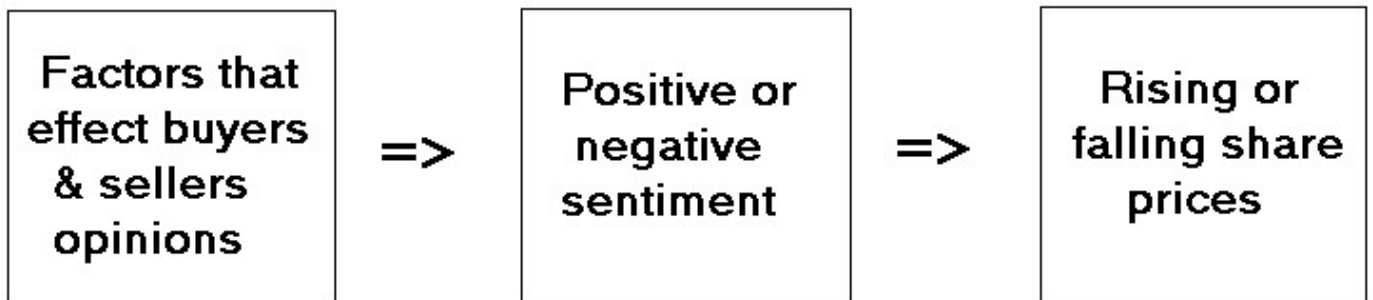 Factors that
effect buyers
& sellers
opinions
=>
Positive or
negative
sentiment
=>
Rising or
falling share
prices